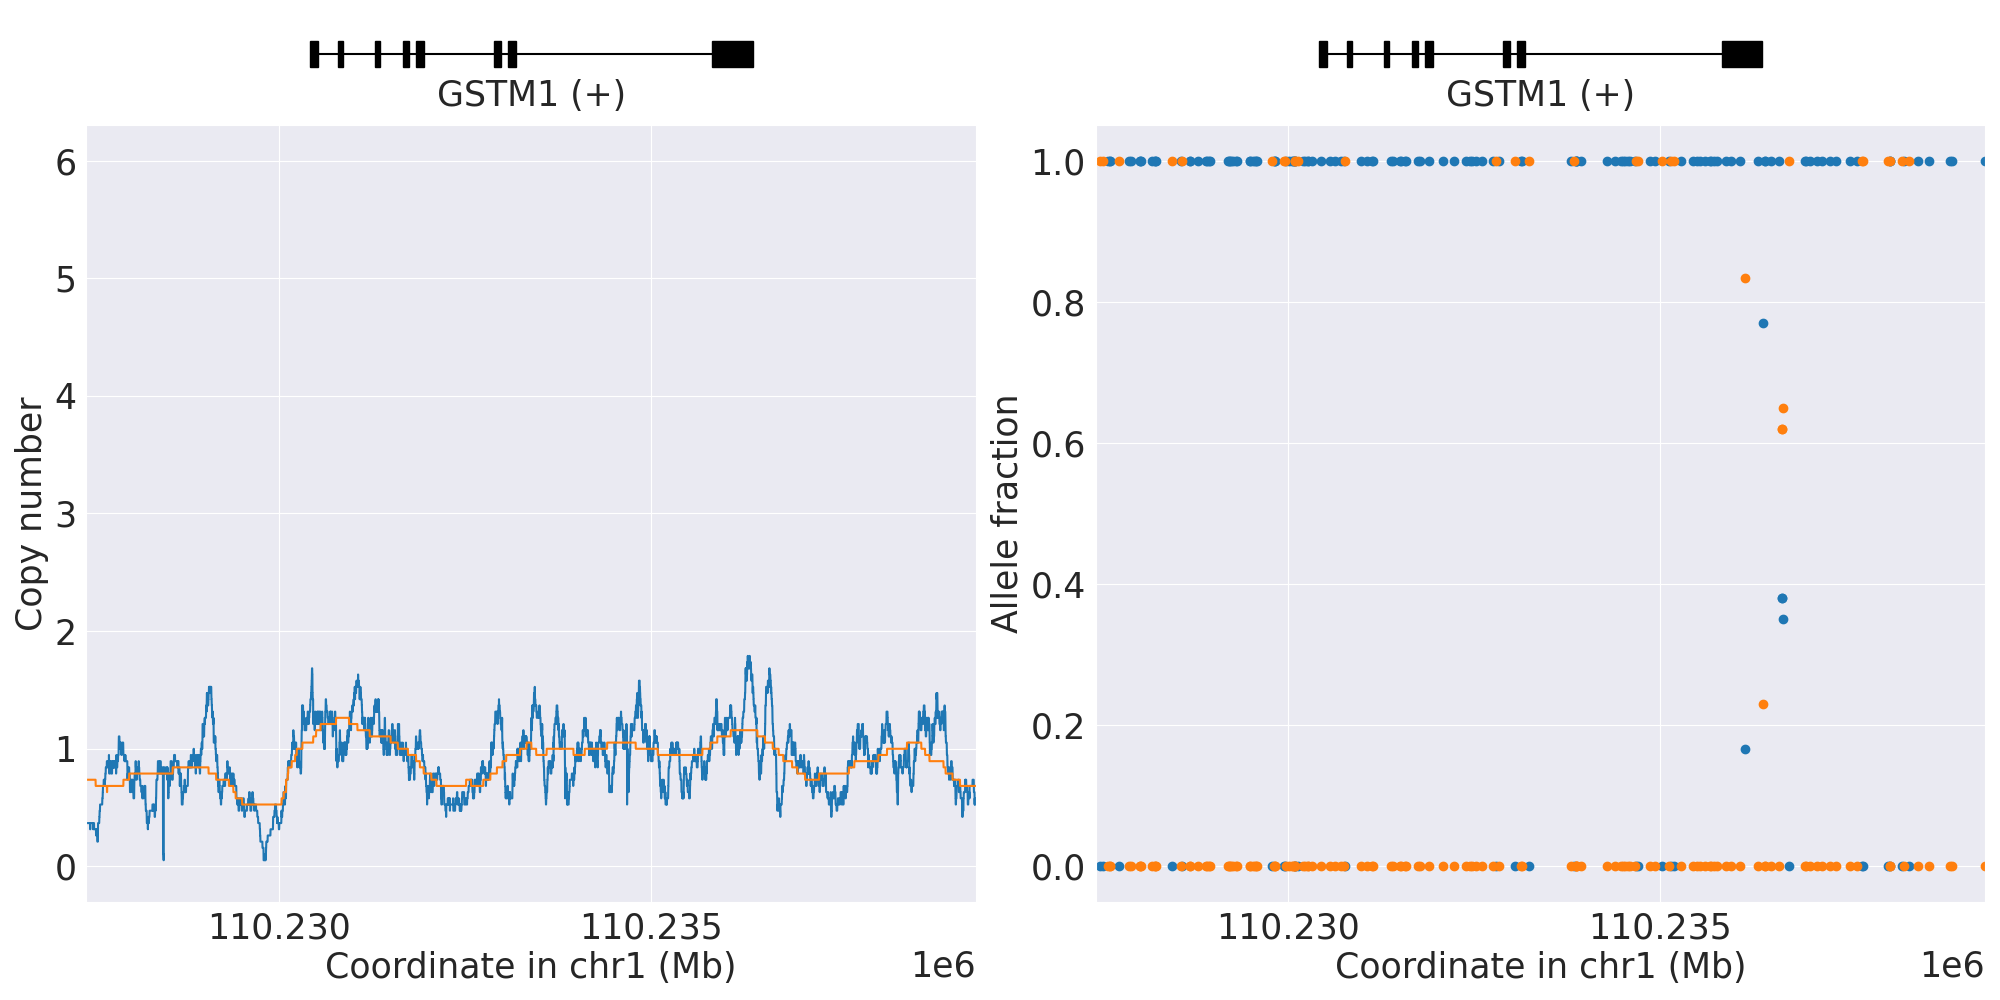 GSTM1 (+)
GSTM1 (+)
6
5
4
3
2
1
0
Copy number
110.230
110.235
Coordinate in chr1 (Mb)
1e6
1.0
0.8
0.6
0.4
0.2
0.0
Allele fraction
110.230
110.235
Coordinate in chr1 (Mb)
1e6